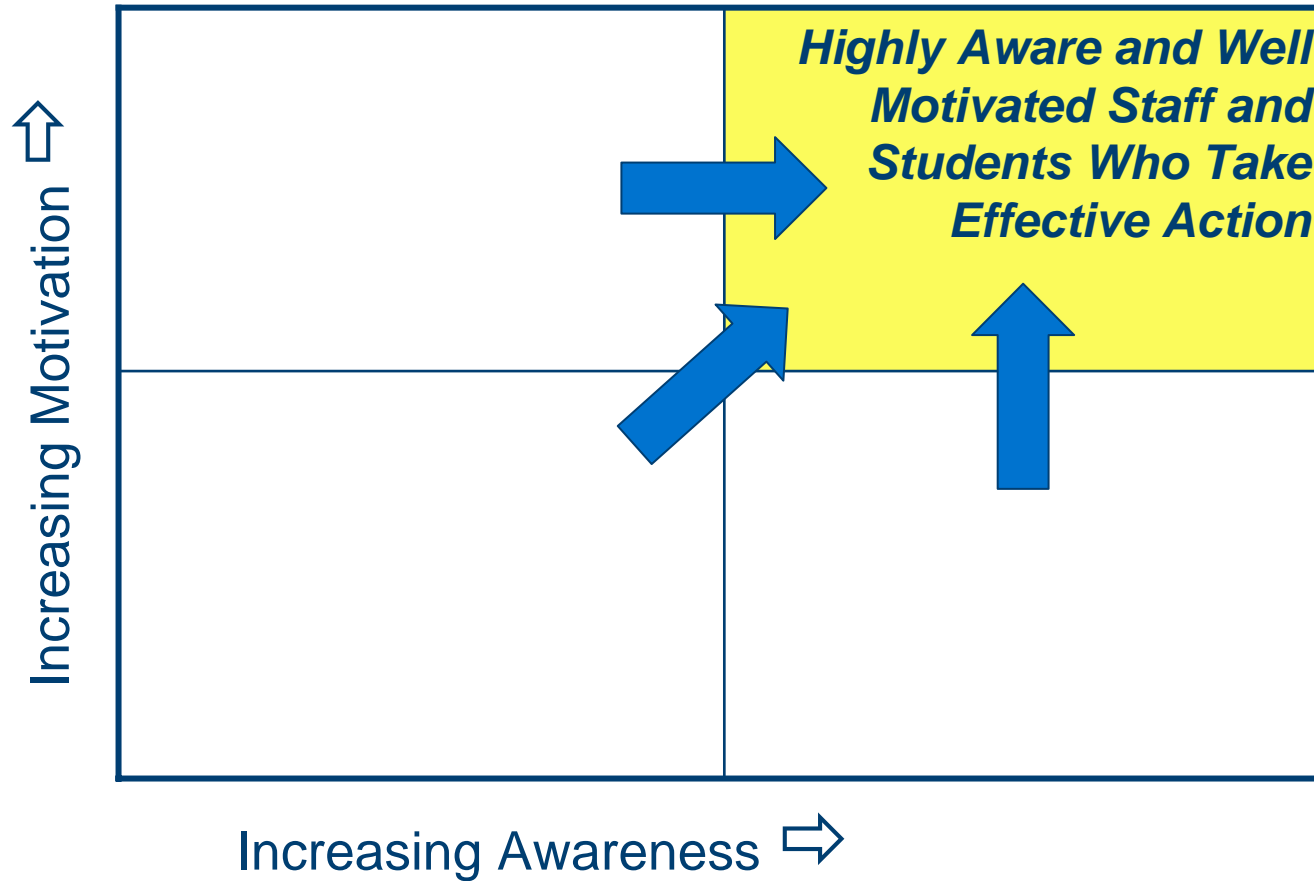 Highly Aware and Well
Motivated Staff and
Students Who Take
Effective Action
Increasing Motivation
Increasing Awareness